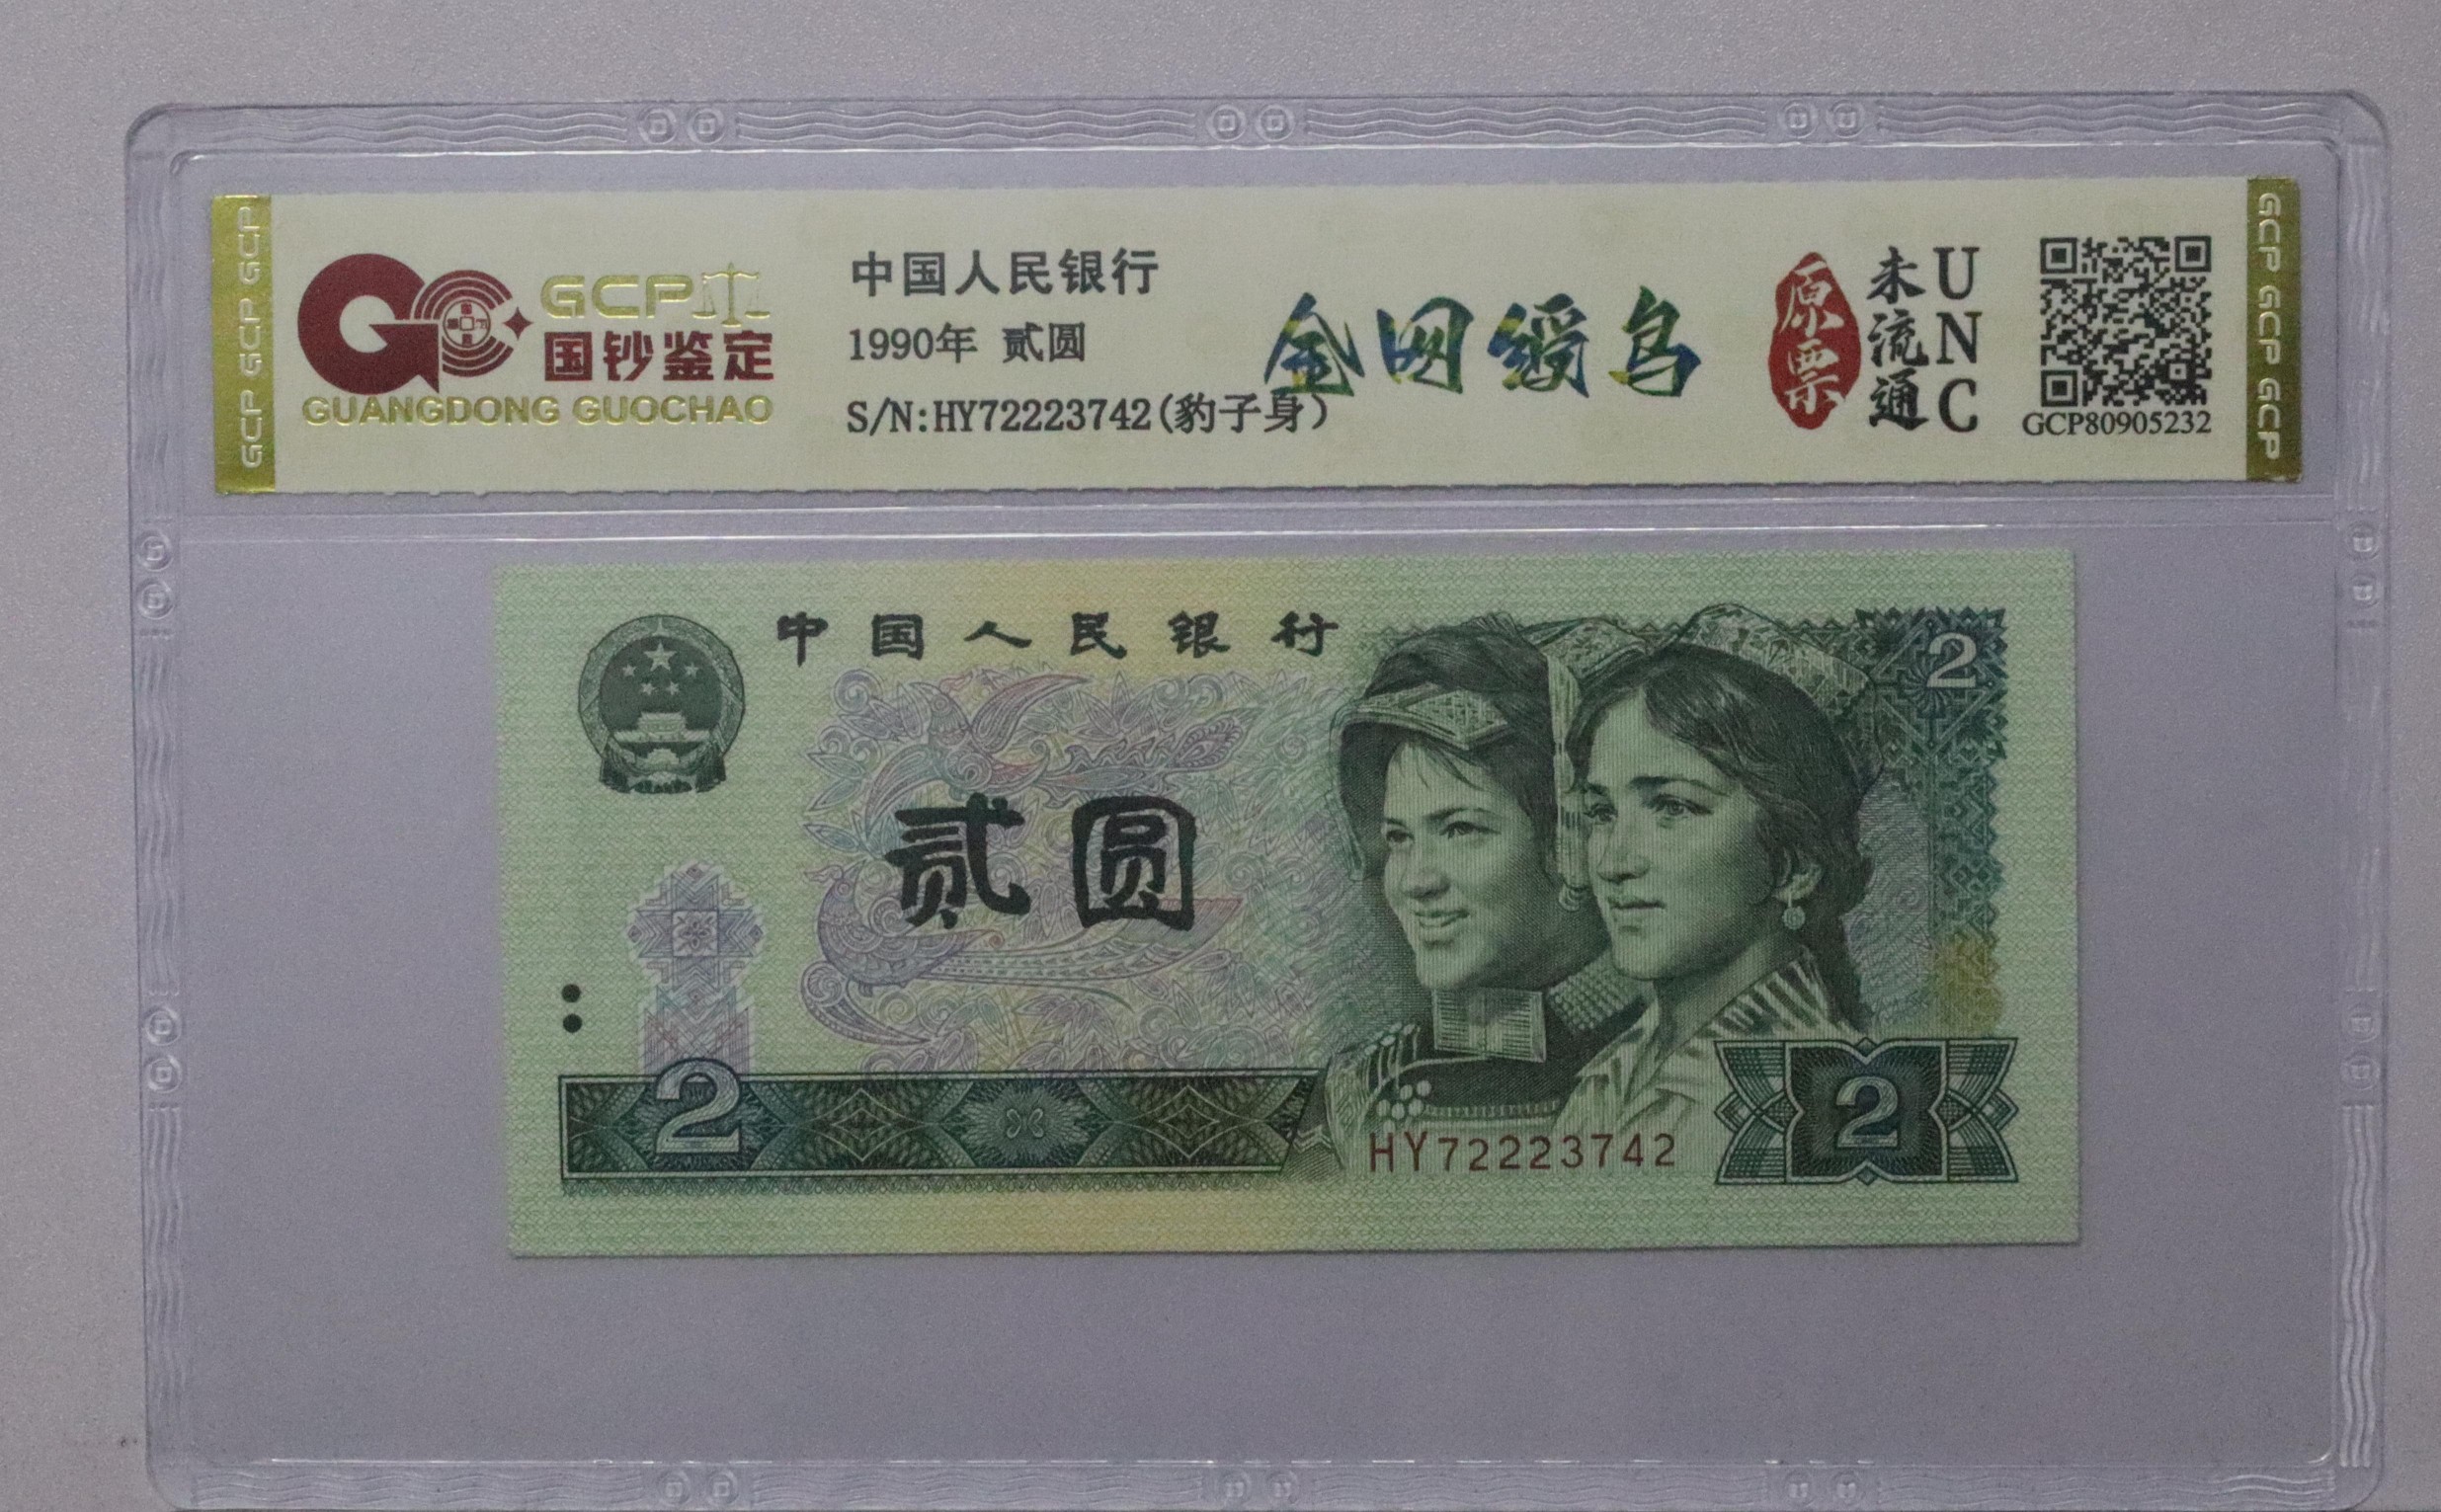 GCP GCP GCP
GCP
国钞鉴定
GUANGDONG GUOCHAO
中国人民银行
1990年 贰圆
S/N:HY72223742(豹子身)
金网绶鸟
原票
未流通
UNC
GCP80905232
GCP GCP GCP
中国人民银行
2
贰圆
2
HY72223742
2